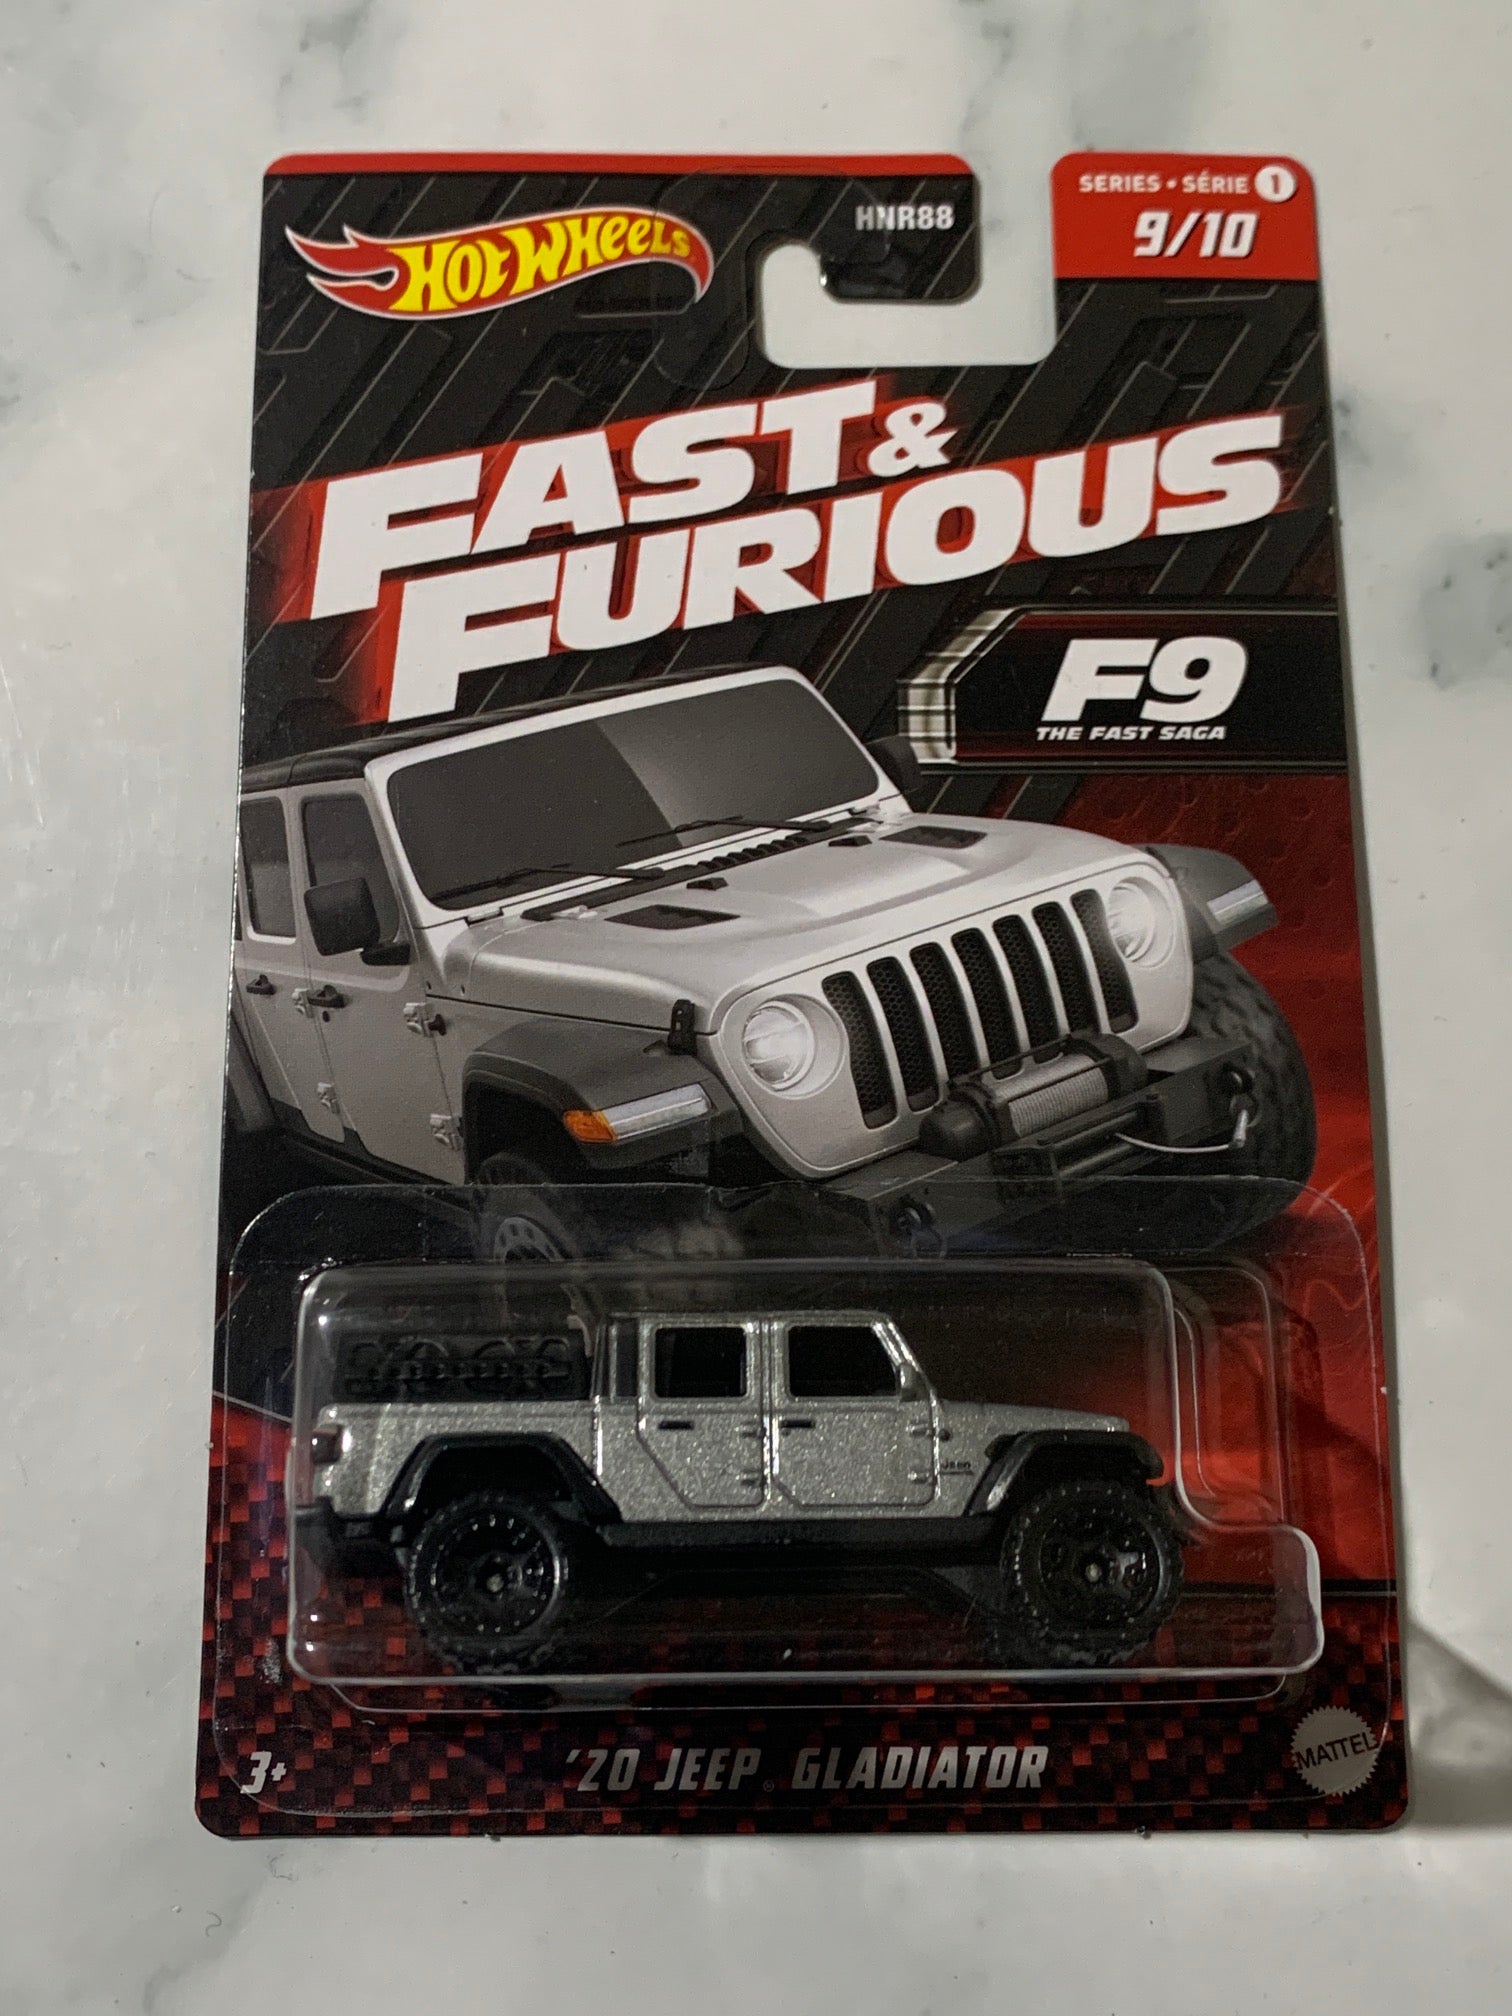 HOT WHEELS
HNR88
SERIES • SÉRIE 1
9/10
FAST &
FURIOUS
F9
THE FAST SAGA
Jeep
3+
'20 JEEP® GLADIATOR
MATTEL